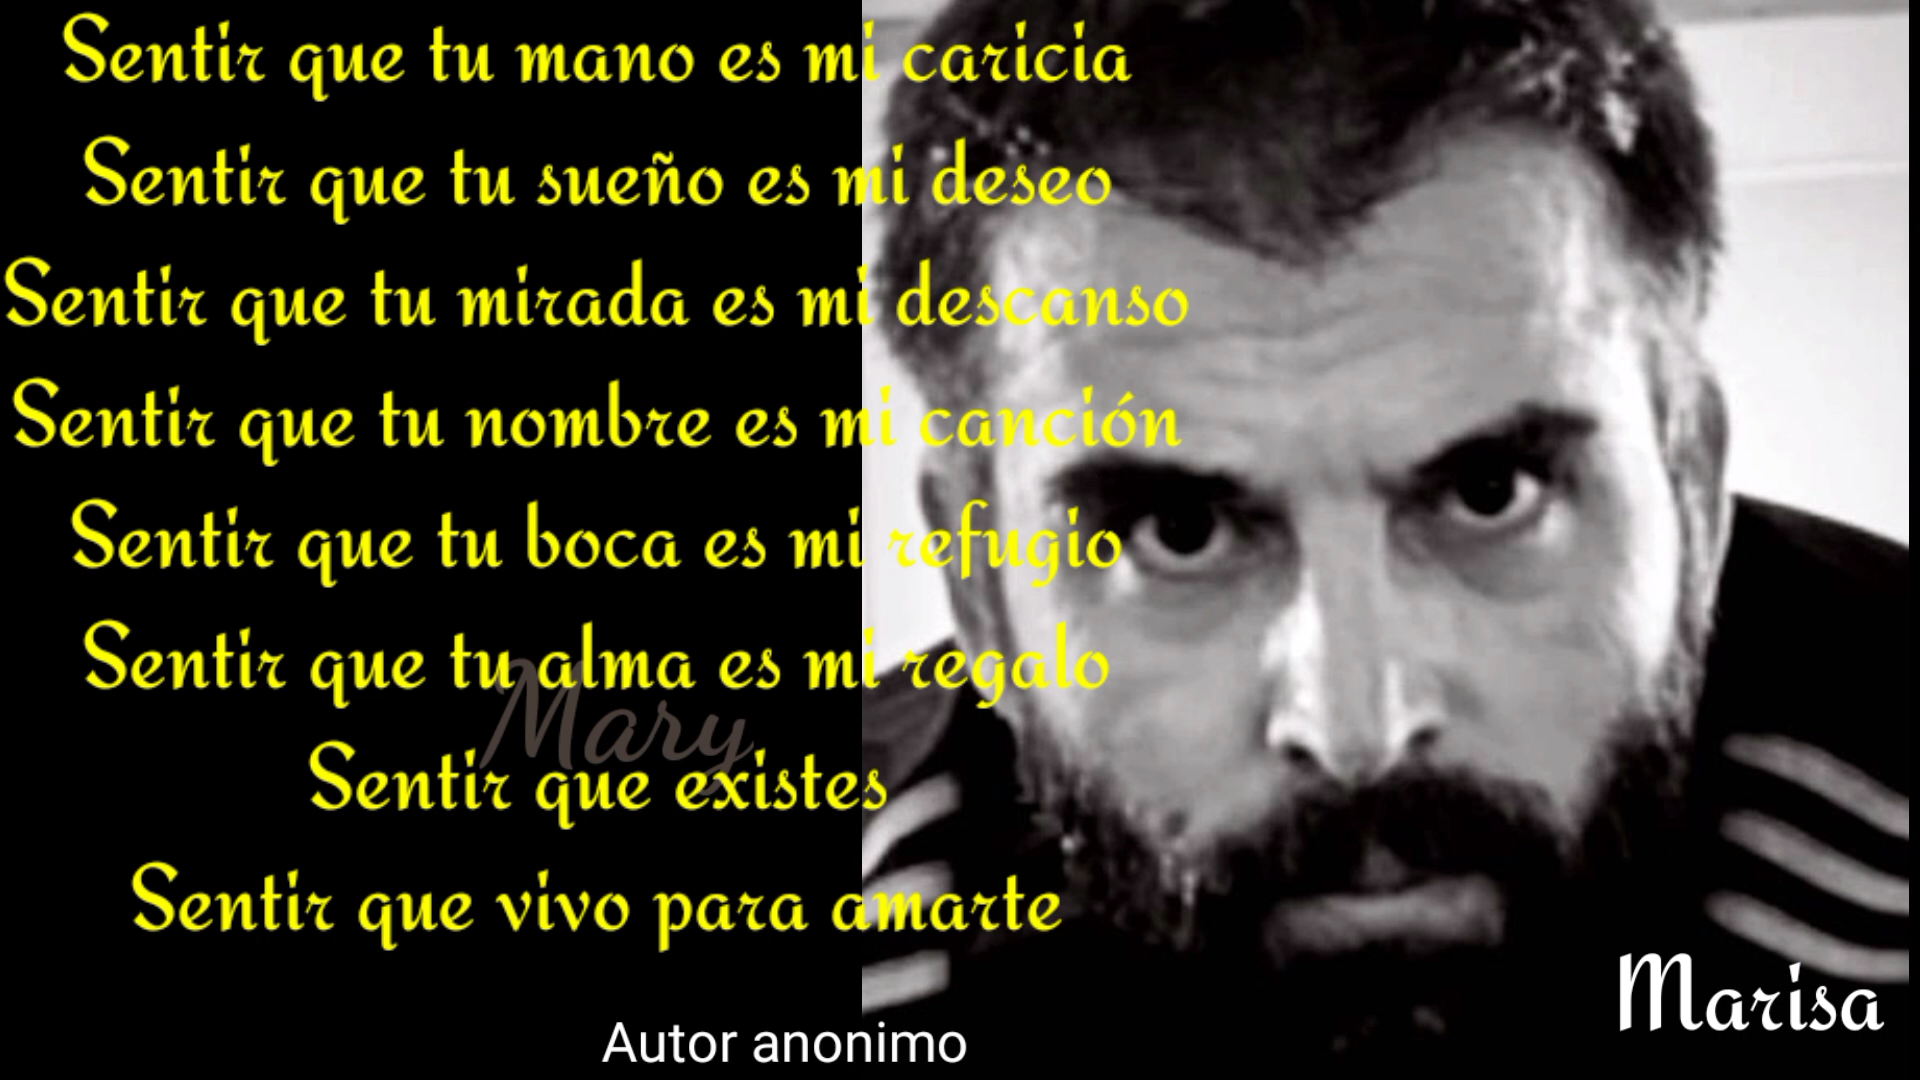 Sentir que tu mano es mi caricia
Sentir que tu sueño es mi deseo
Sentir que tu mirada es mi descanso
Sentir que tu nombre es mi canción
Sentir que tu boca es mi refugio
Sentir que tu alma es mi regalo
Mary
Sentir que existes
Sentir que vivo para amarte
Marisa
Autor anonimo